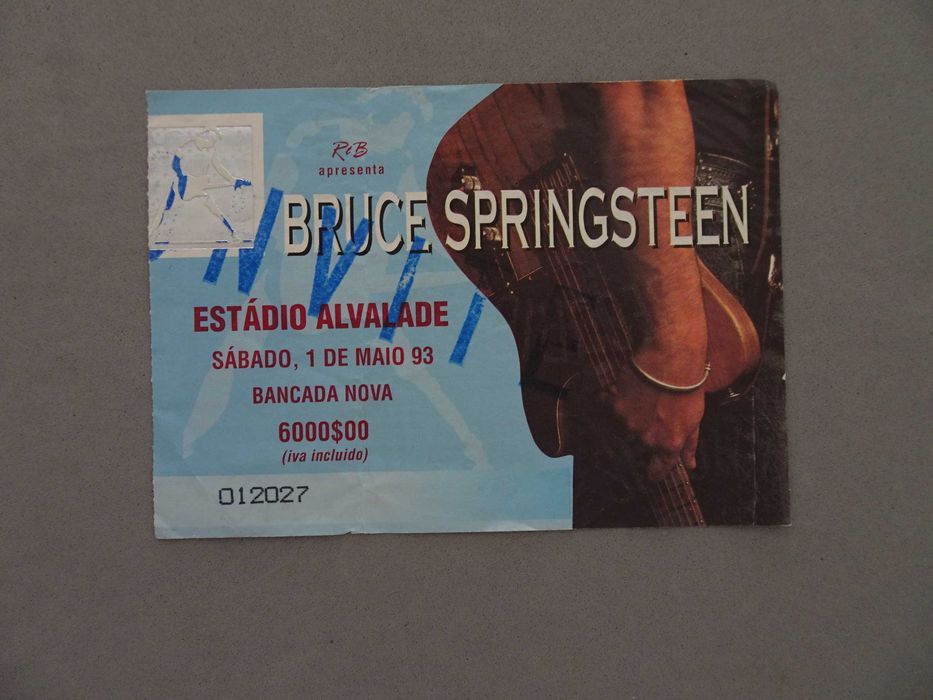 R&B
apresenta
BRUCE SPRINGSTEEN
ESTÁDIO ALVALADE
SÁBADO, 1 DE MAIO 93
BANCADA NOVA
6000$00
(iva incluido)
012027